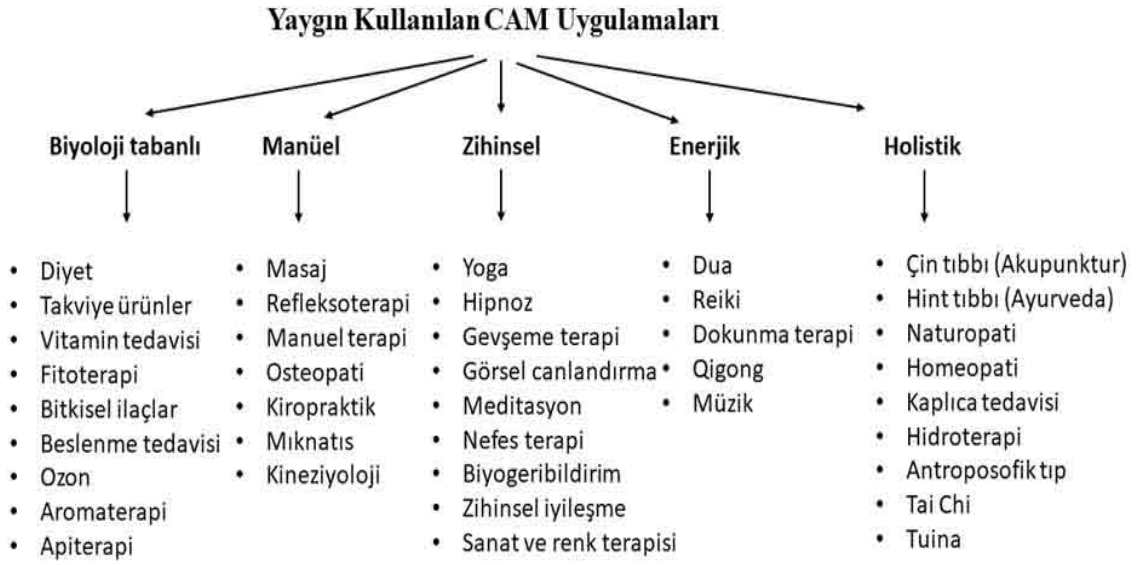 Yaygın Kullanılan CAM Uygulamaları
Biyoloji tabanlı
• Diyet
• Takviye ürünler
• Vitamin tedavisi
• Fitoterapi
• Bitkisel ilaçlar
• Beslenme tedavisi
• Ozon
• Aromaterapi
• Apiterapi
Manüel
• Masaj
• Refleksoterapi
• Manuel terapi
• Osteopati
• Kiropraktik
• Mıknatıs
• Kineziyoloji
Zihinsel
• Yoga
• Hipnoz
• Gevşeme terapi
• Görsel canlandırma
• Meditasyon
• Nefes terapi
• Biyogeribildirim
• Zihinsel iyileşme
• Sanat ve renk terapisi
Enerjik
• Dua
• Reiki
• Dokunma terapi
• Qigong
• Müzik
Holistik
• Çin tıbbı (Akupunktur)
• Hint tıbbı (Ayurveda)
• Naturopati
• Homeopati
• Kaplıca tedavisi
• Hidroterapi
• Antroposofik tıp
• Tai Chi
• Tuina